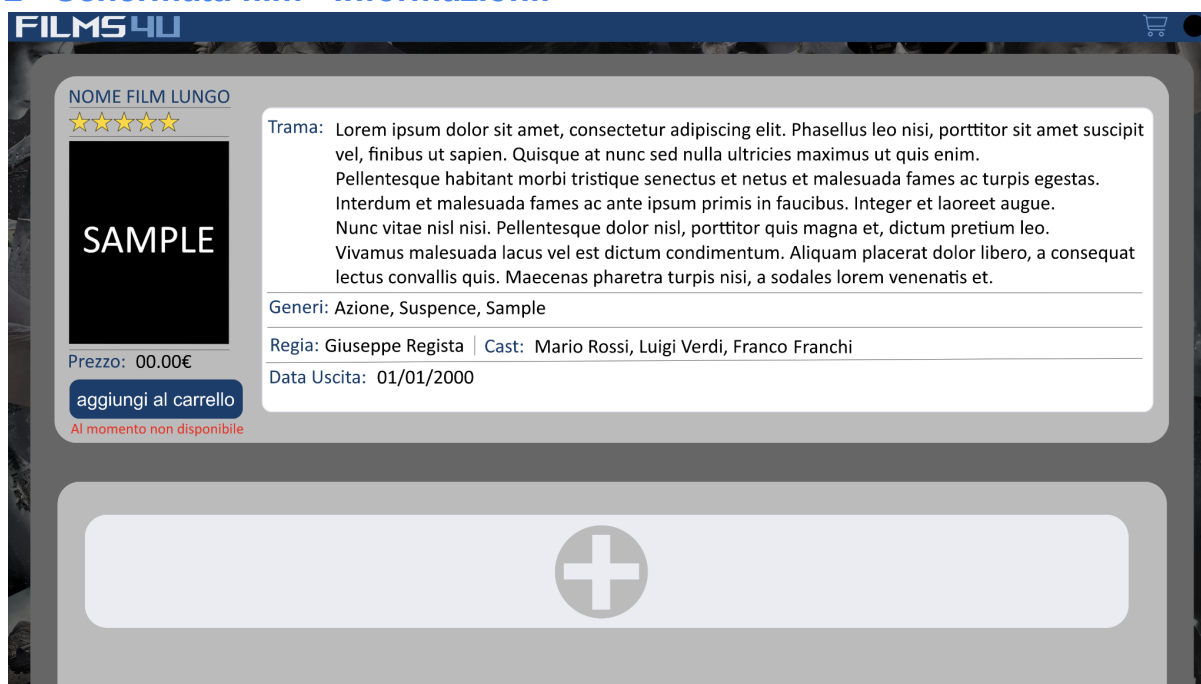 FILMS4U
NOME FILM LUNGO
Trama: Lorem ipsum dolor sit amet, consectetur adipiscing elit. Phasellus leo nisi, porttitor sit amet suscipit
vel, finibus ut sapien. Quisque at nunc sed nulla ultricies maximus ut quis enim.
Pellentesque habitant morbi tristique senectus et netus et malesuada fames ac turpis egestas.
Interdum et malesuada fames ac ante ipsum primis in faucibus. Integer et laoreet augue.
Nunc vitae nisl nisi. Pellentesque dolor nisl, porttitor quis magna et, dictum pretium leo.
Vivamus malesuada lacus vel est dictum condimentum. Aliquam placerat dolor libero, a consequat
lectus convallis quis. Maecenas pharetra turpis nisi, a sodales lorem venenatis et.
SAMPLE
Generi: Azione, Suspence, Sample
Regia: Giuseppe Regista | Cast: Mario Rossi, Luigi Verdi, Franco Franchi
Data Uscita: 01/01/2000
Prezzo: 00.00€
aggiungi al carrello
Al momento non disponibile